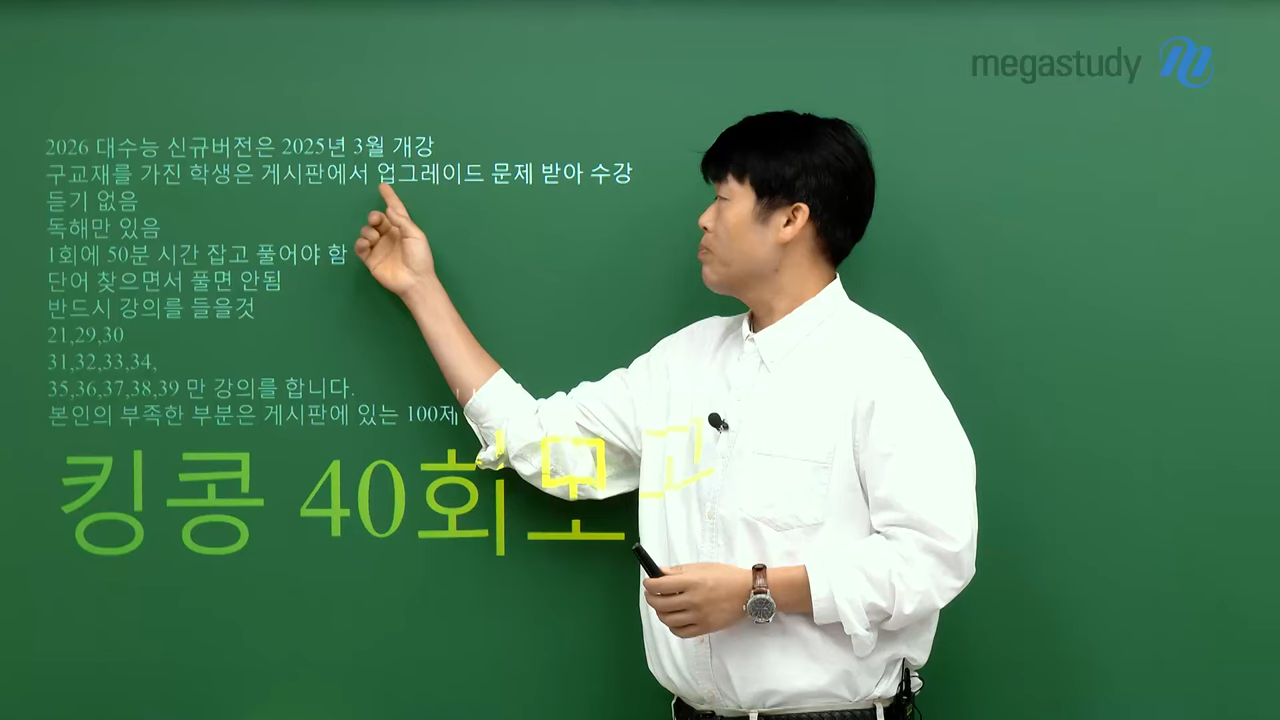 megastudy
2026 대수능 신규버전은 2025년 3월 개강
구교재를 가진 학생은 게시판에서 업그레이드 문제 받아 수강
듣기 없음
독해만 있음
1회에 50분 시간 잡고 풀어야 함
단어 찾으면서 풀면 안됨
반드시 강의를 들을것
21,29,30
31,32,33,34,
35,36,37,38,39 만 강의를 합니다.
본인의 부족한 부분은 게시판에 있는 100제
킹콩 40회모고